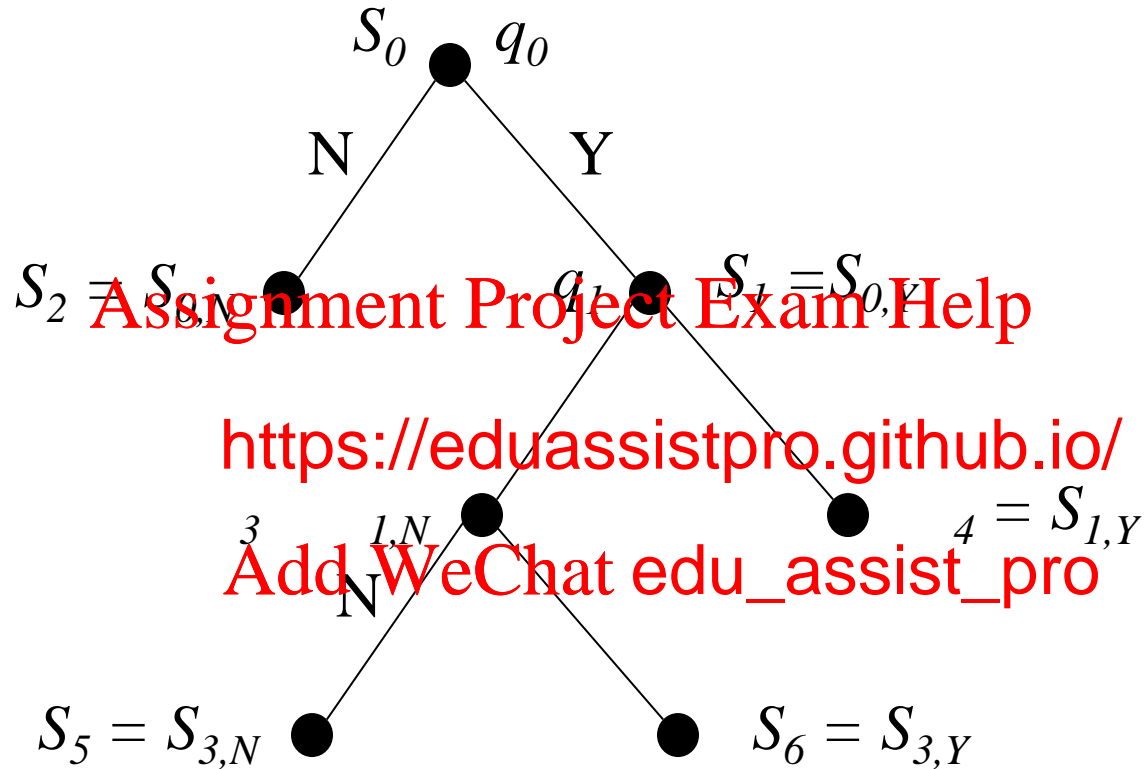 S₀ q₀
N Y
S₂ = S₀,N q₁ S₁ =S₀,Y
Assignment Project Exam Help
https://eduassistpro.github.io/
3 1,N 4 = S₁,Y
Add WeChat edu_assist_pro
N
S₅ = S₃,N S₆ = S₃,Y